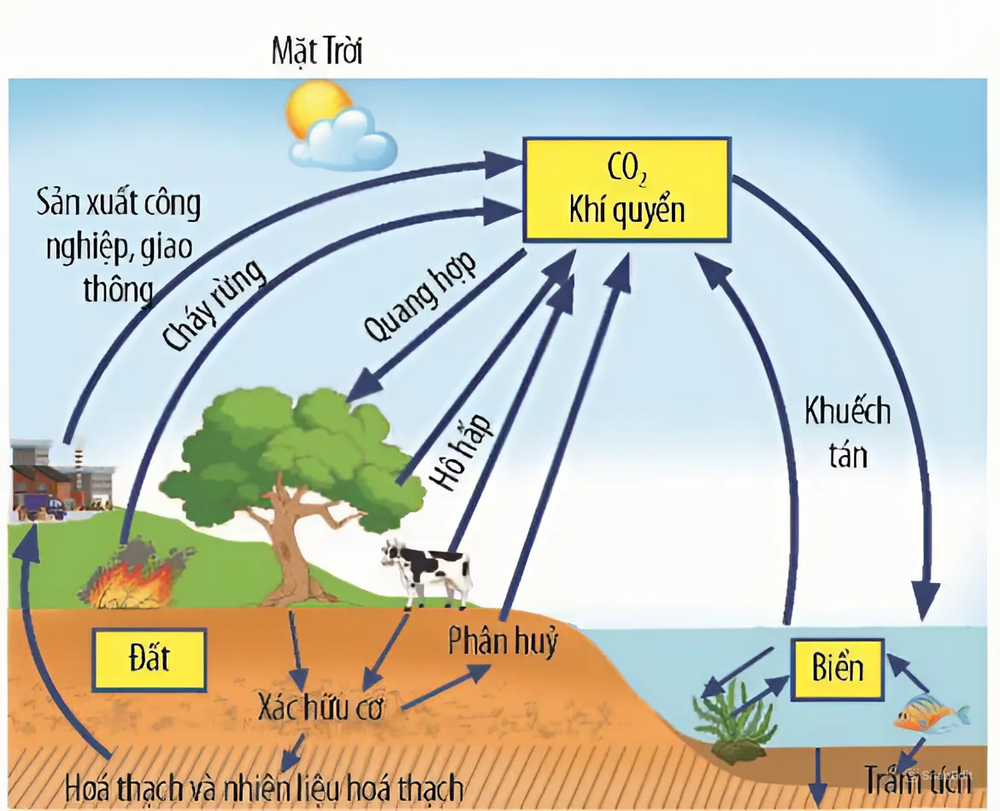 Mặt Trời
CO₂
Khí quyển
Sản xuất công
nghiệp, giao
thông
Cháy rừng
Quang hợp
Hô hấp
Khuếch
tán
Đất
Phân huỷ
Biển
Xác hữu cơ
Hoá thạch và nhiên liệu hoá thạch
Trầm tích
SnapEdit